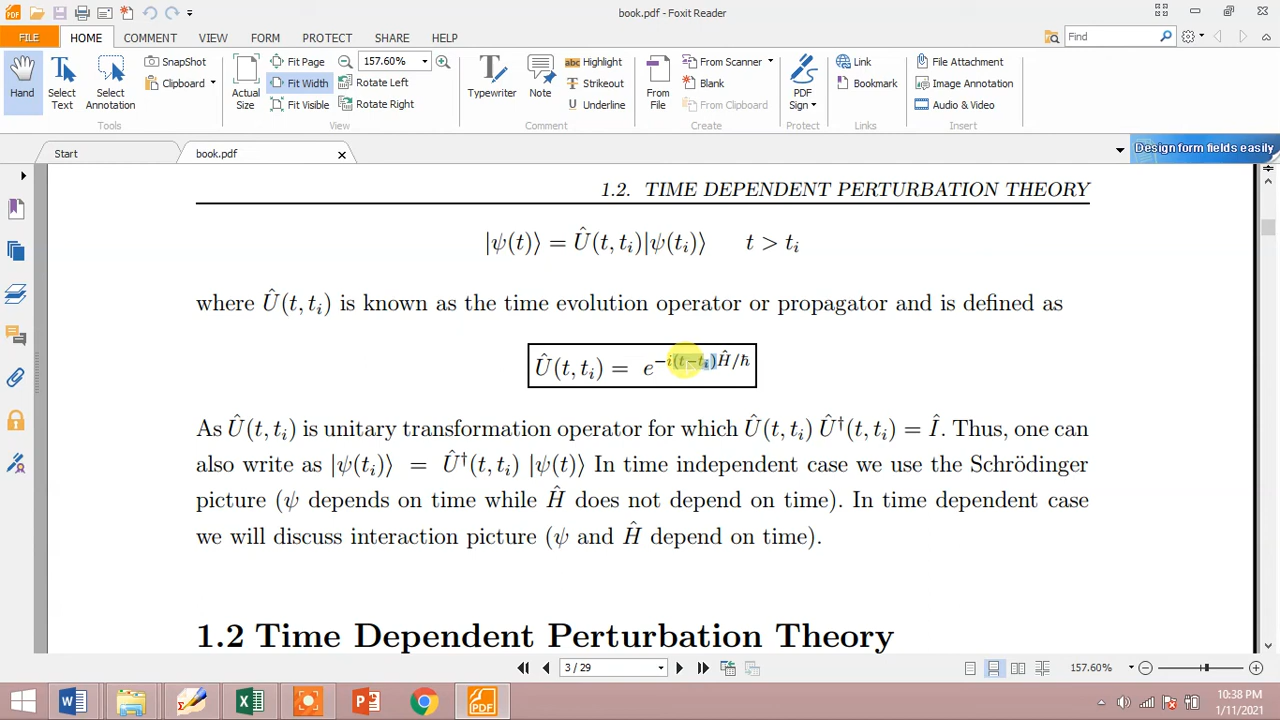 book.pdf - Foxit Reader
FILE HOME COMMENT VIEW FORM PROTECT SHARE HELP Find
Hand Select Text Select Annotation SnapShot Clipboard
Tools
Actual Size Fit Page Fit Width Fit Visible 157.60% Rotate Left Rotate Right
View
Typewriter Note Highlight Strikeout Underline
Comment
From File From Scanner Blank From Clipboard
Create
PDF Sign
Protect
Link Bookmark
Links
File Attachment Image Annotation Audio & Video
Insert
Start book.pdf Design form fields easily
1.2. TIME DEPENDENT PERTURBATION THEORY
|ψ(t)⟩ = Û(t, tᵢ)|ψ(tᵢ)⟩ t > tᵢ
where Û(t, tᵢ) is known as the time evolution operator or propagator and is defined as
Û(t, tᵢ) = e^{−i(t−tᵢ)Ĥ/ħ}
As Û(t, tᵢ) is unitary transformation operator for which Û(t, tᵢ) Û†(t, tᵢ) = Î. Thus, one can
also write as |ψ(tᵢ)⟩ = Û†(t, tᵢ) |ψ(t)⟩ In time independent case we use the Schrödinger
picture (ψ depends on time while Ĥ does not depend on time). In time dependent case
we will discuss interaction picture (ψ and Ĥ depend on time).
1.2 Time Dependent Perturbation Theory
3 / 29 157.60%
10:38 PM
1/11/2021